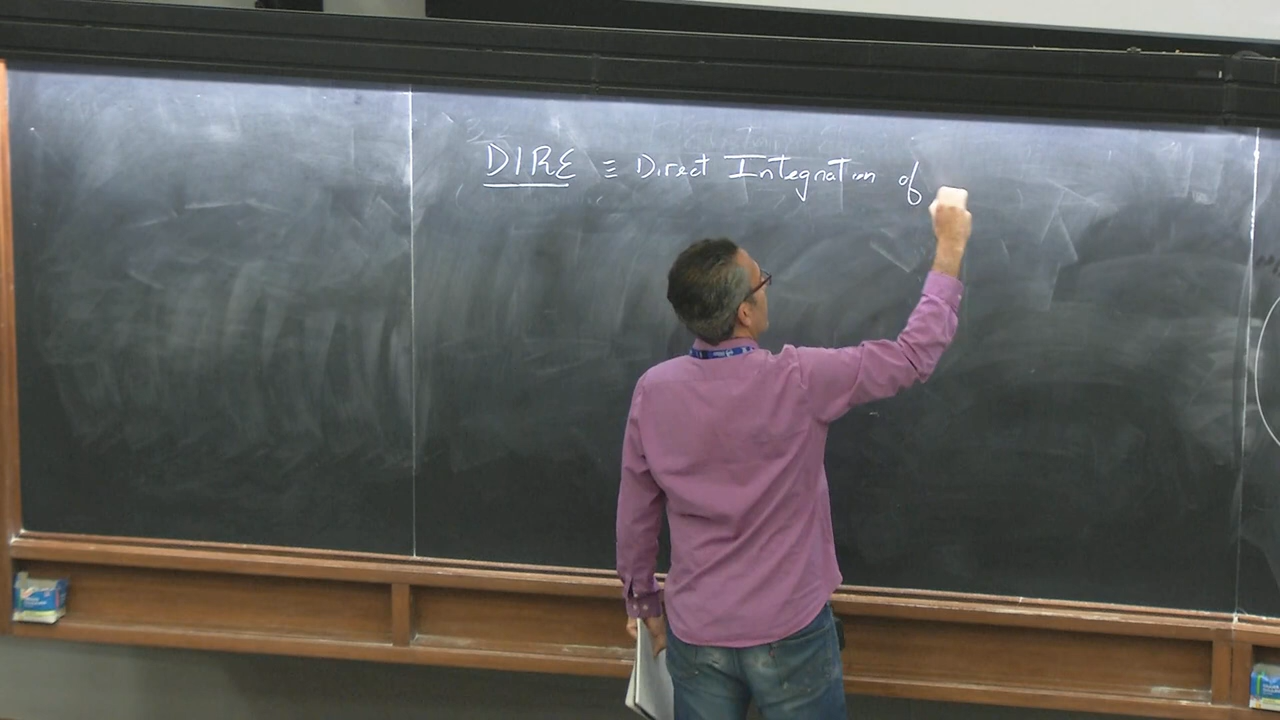 DIRE ≡ Direct Integration of